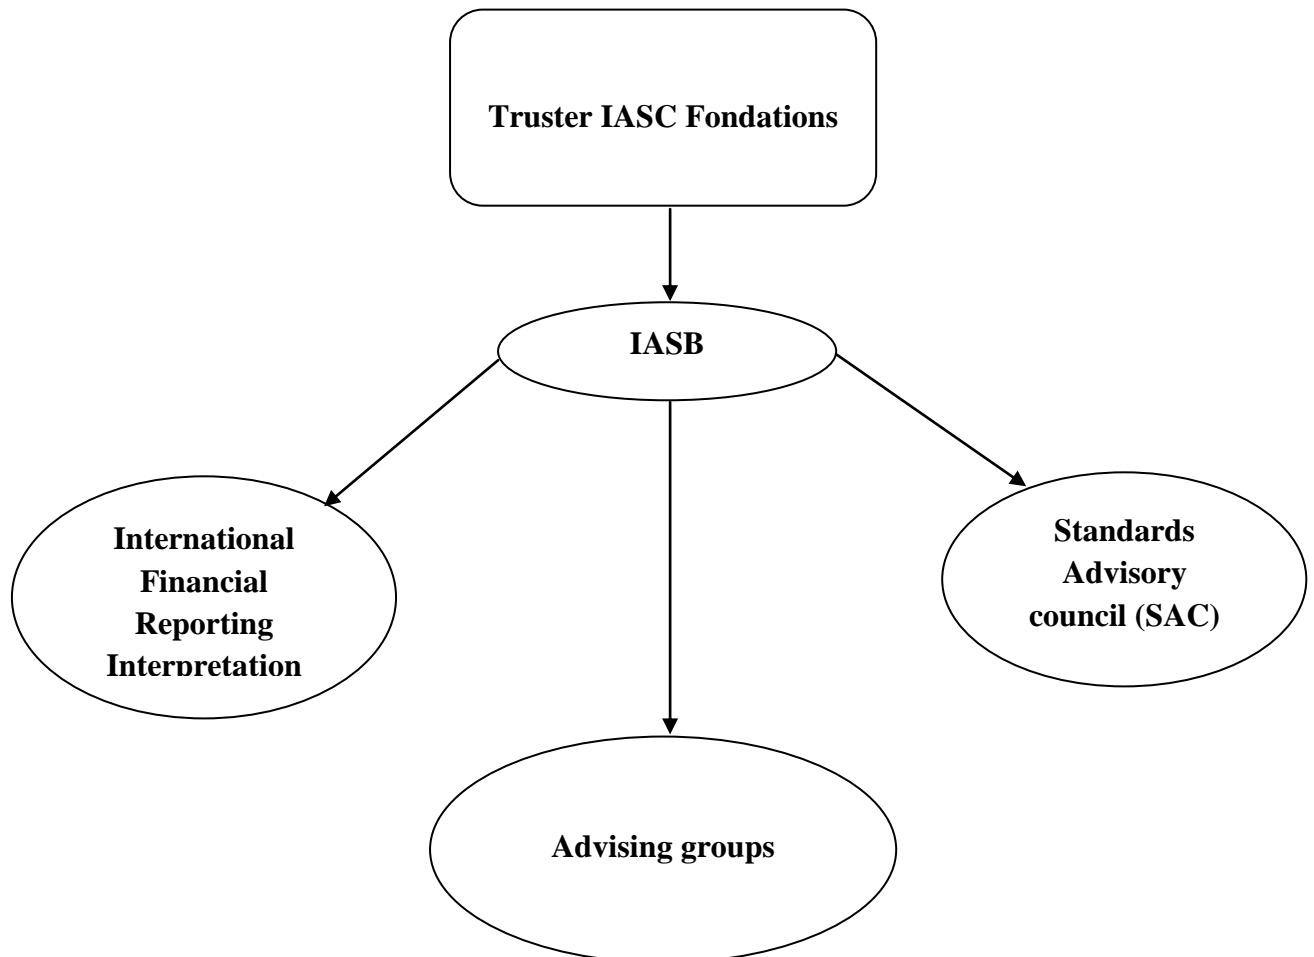 Truster IASC Fondations
IASB
International
Financial
Reporting
Interpretation
Standards
Advisory
council (SAC)
Advising groups